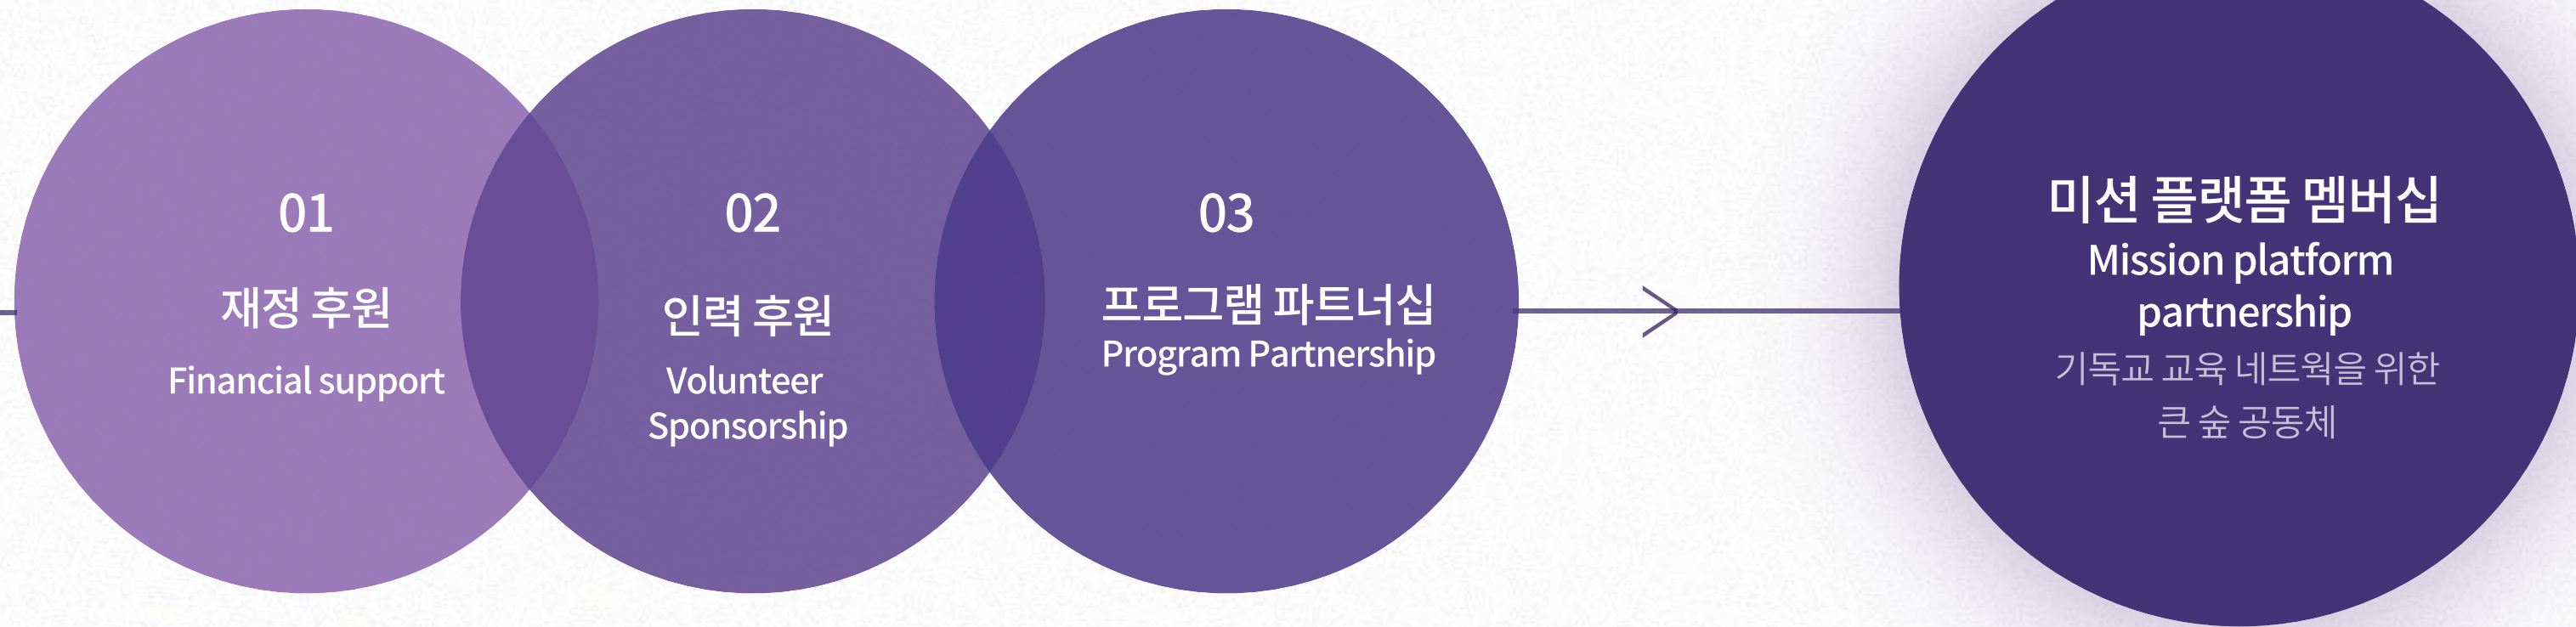 01
재정 후원
Financial support
02
인력 후원
Volunteer
Sponsorship
03
프로그램 파트너십
Program Partnership
미션 플랫폼 멤버십
Mission platform
partnership
기독교 교육 네트웍을 위한
큰 숲 공동체